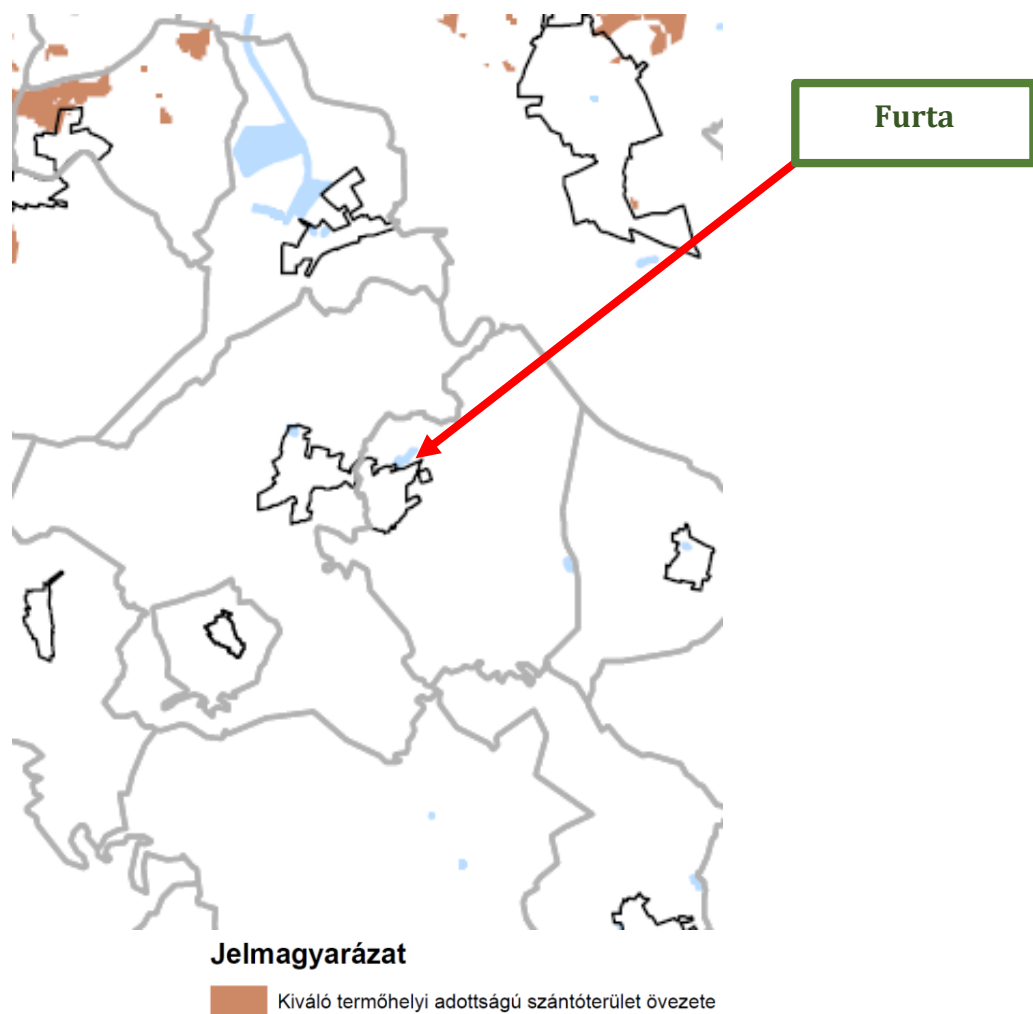 Furta
Jelmagyarázat
Kiváló termőhelyi adottságú szántóterület övezete